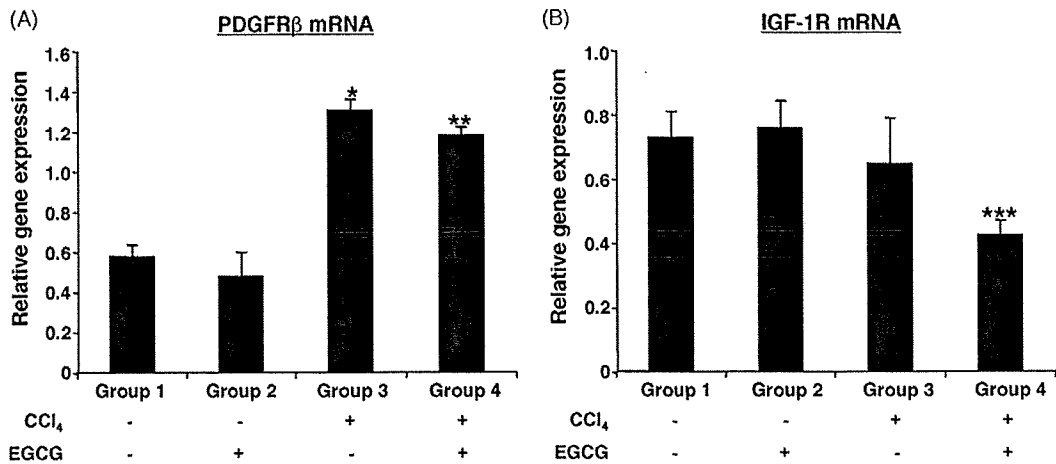 (A)
PDGFRβ mRNA
Relative gene expression
1.6
1.4
1.2
1.0
0.8
0.6
0.4
0.2
0
*
**
Group 1 Group 2 Group 3 Group 4
CCl4 - - + +
EGCG - + - +
(B)
IGF-1R mRNA
Relative gene expression
1.0
0.8
0.6
0.4
0.2
0.0
***
Group 1 Group 2 Group 3 Group 4
CCl4 - - + +
EGCG - + - +